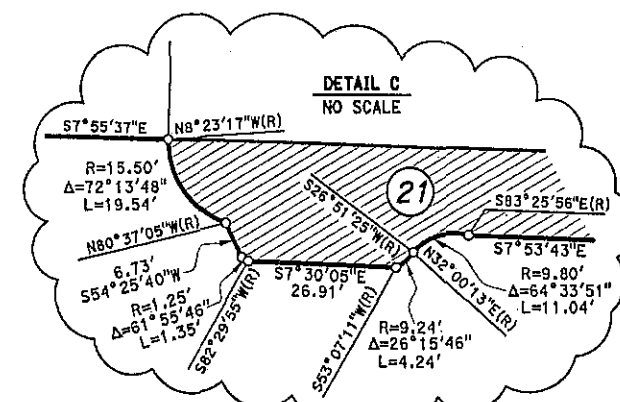 DETAIL C
NO SCALE
S7°55'37"E
N8°23'17"W(R)
R=15.50'
Δ=72°13'48"
L=19.54'
21
S26°51'25"W(R)
S93°25'56"E(R)
S7°53'43"E
N80°37'05"W(R)
6.73'
S54°25'40"W
S7°30'05"E
26.91'
N32°00'13"E(R)
R=9.80'
Δ=64°33'51"
L=11.04'
R=1.25'
Δ=61°55'46"
L=1.35'
S82°29'55"W(R)
S53°07'11"W(R)
R=9.24'
Δ=26°15'46"
L=4.24'